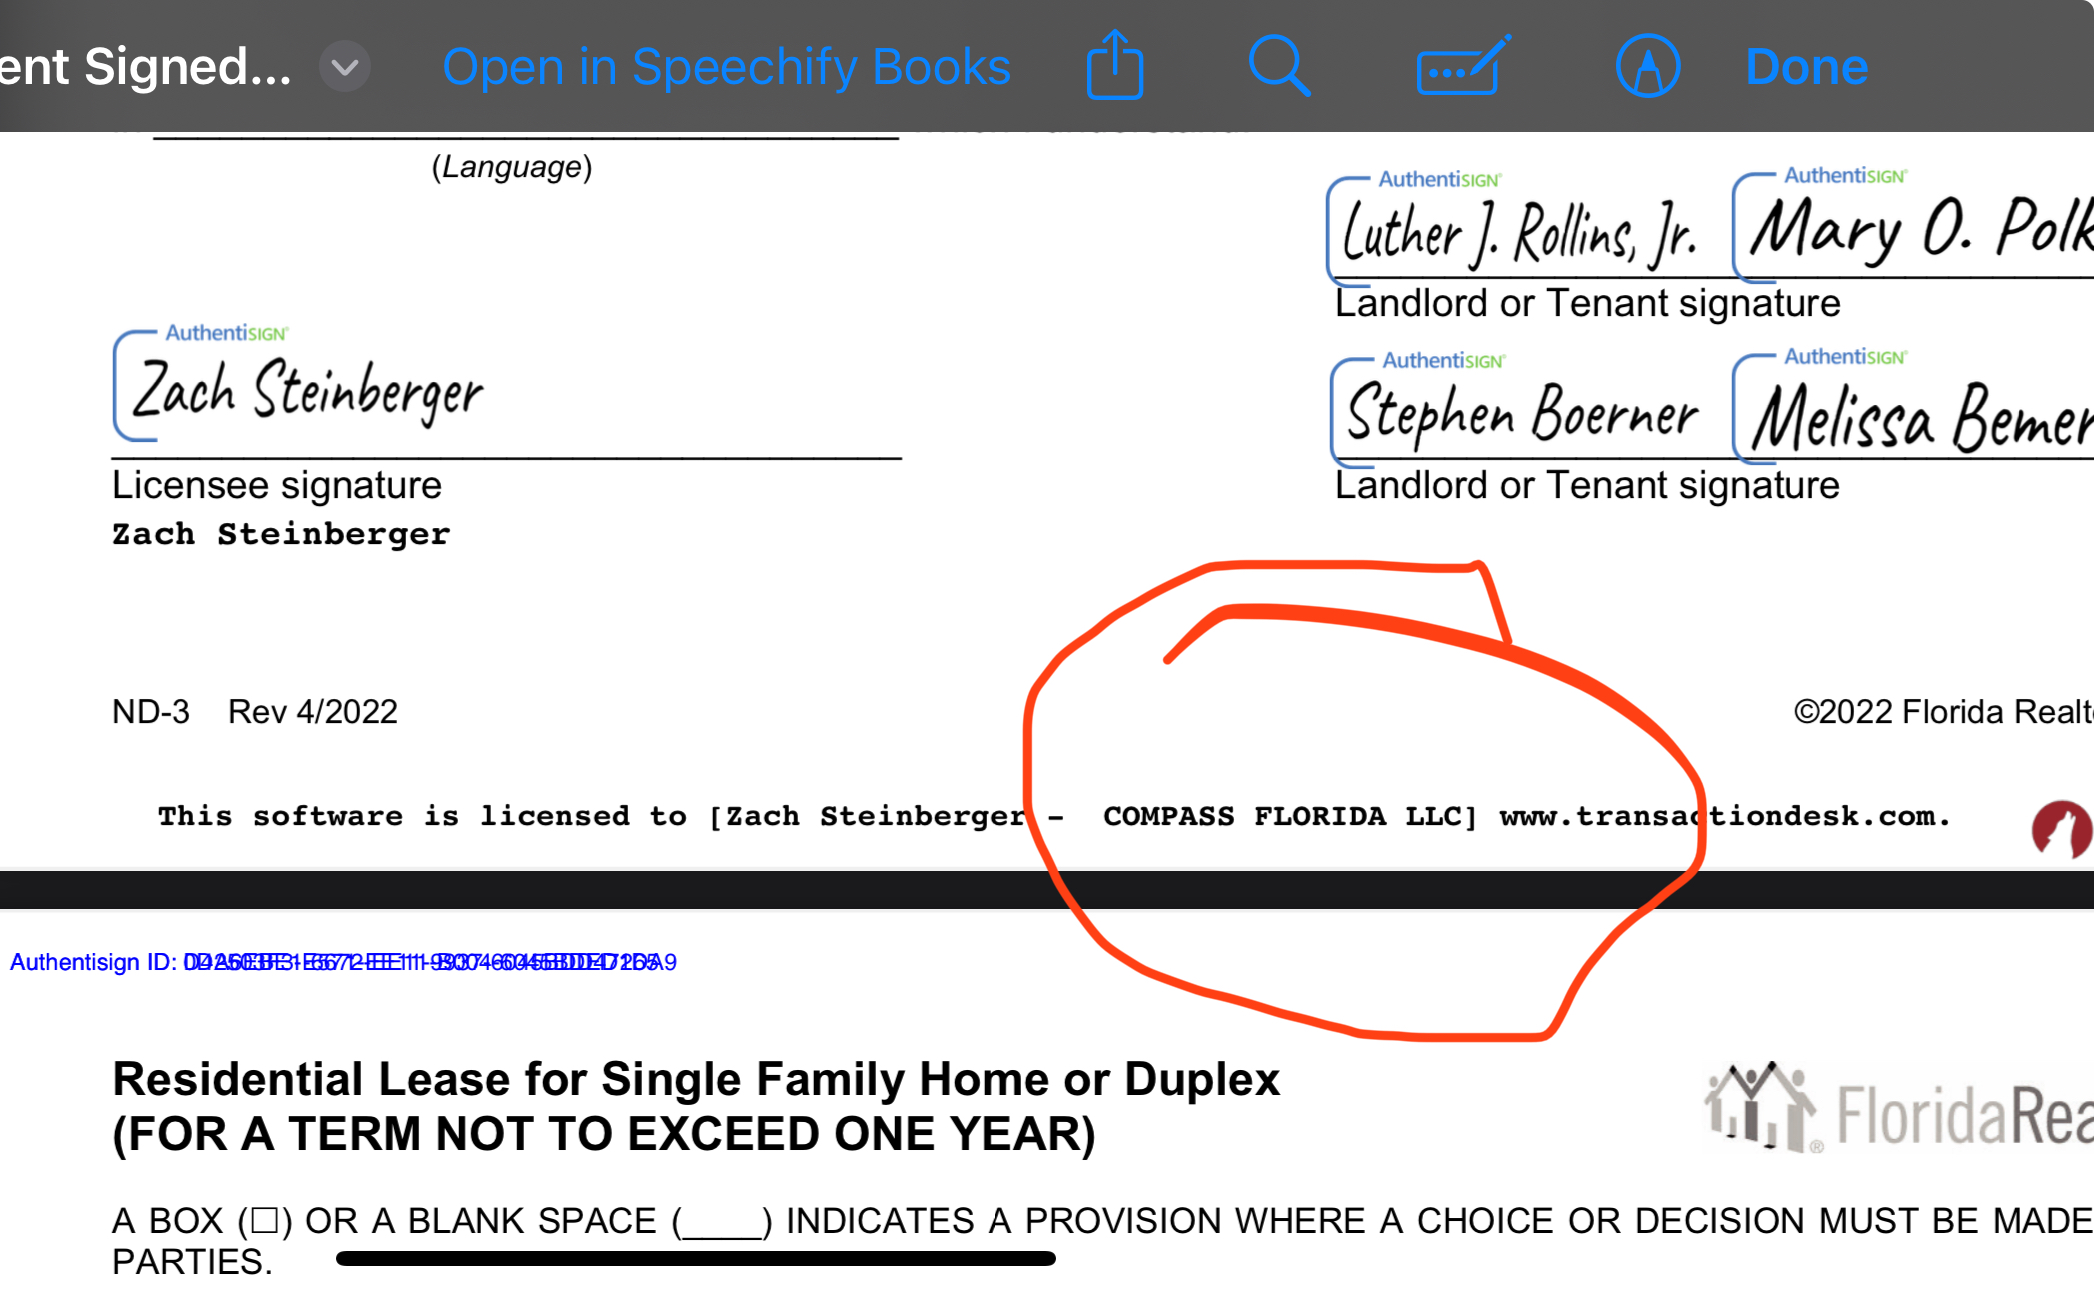 ent Signed... Open in Speechify Books Done
(Language)
AuthentiSIGN AuthentiSIGN
Luther J. Rollins, Jr. Mary O. Polk
Landlord or Tenant signature
AuthentiSIGN
Zach Steinberger
Licensee signature
Zach Steinberger
AuthentiSIGN AuthentiSIGN
Stephen Boerner Melissa Bemer
Landlord or Tenant signature
ND-3 Rev 4/2022 ©2022 Florida Realt
This software is licensed to [Zach Steinberger - COMPASS FLORIDA LLC] www.transactiondesk.com.
Authentisign ID:
Residential Lease for Single Family Home or Duplex
(FOR A TERM NOT TO EXCEED ONE YEAR)
FloridaRea
A BOX (☐) OR A BLANK SPACE (____) INDICATES A PROVISION WHERE A CHOICE OR DECISION MUST BE MADE
PARTIES.